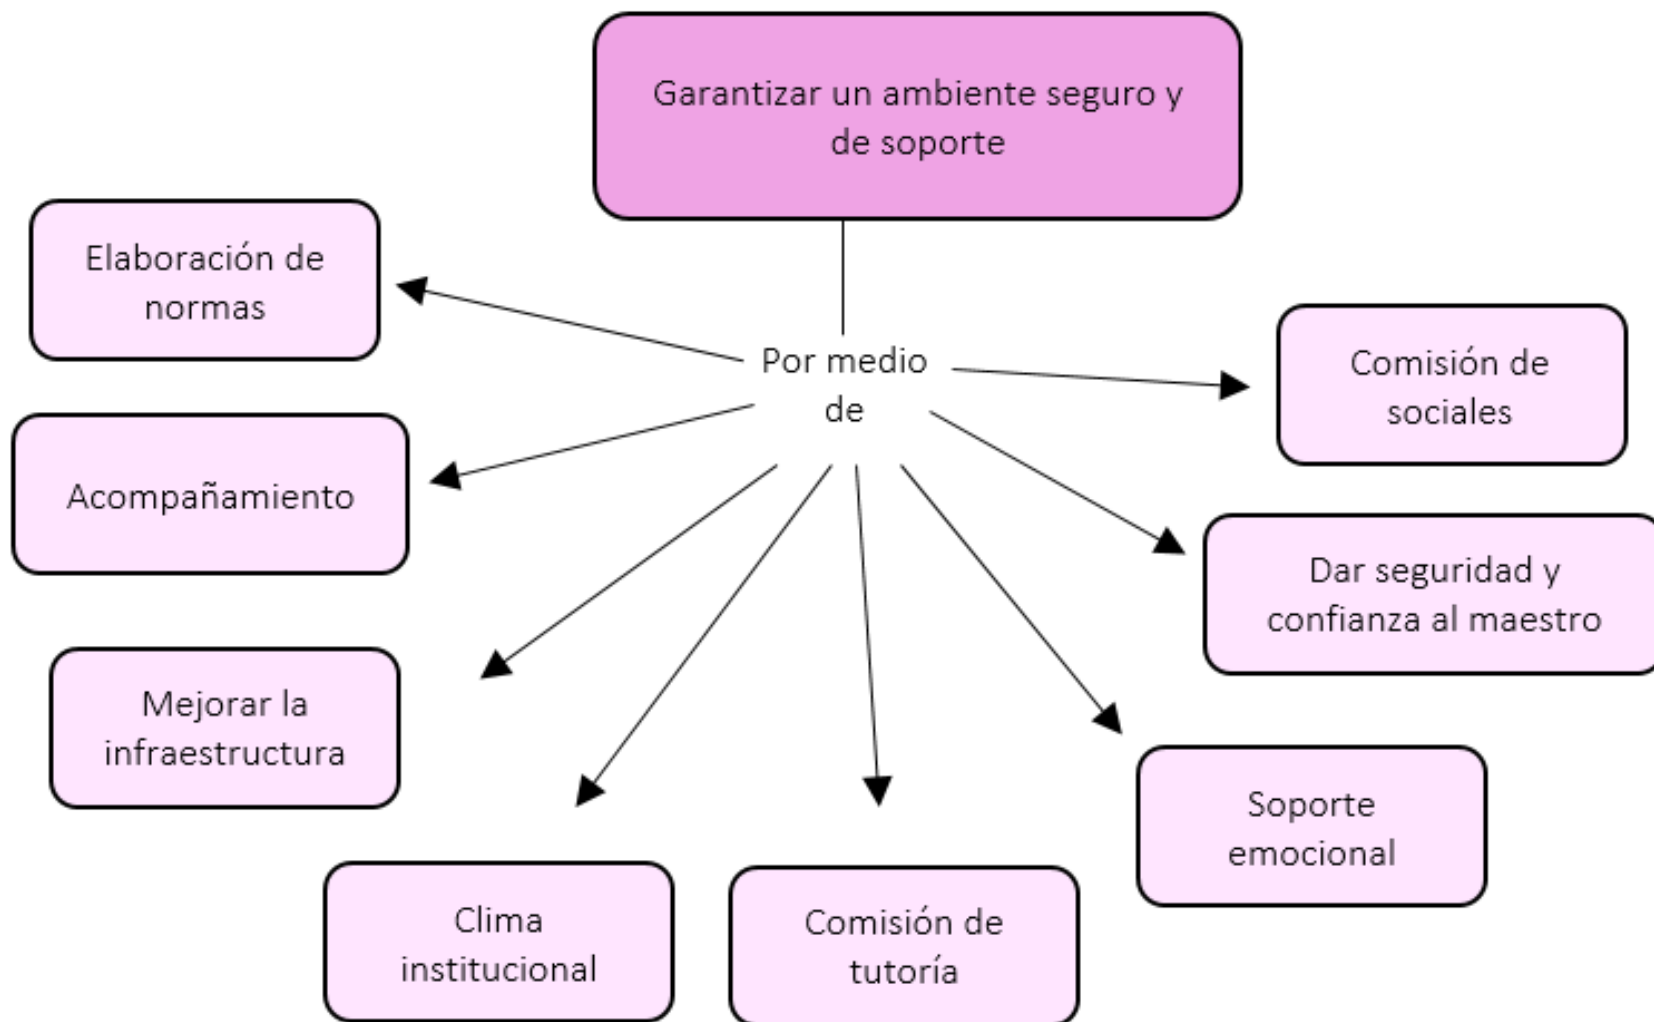 Garantizar un ambiente seguro y
de soporte
Elaboración de
normas
Por medio
de
Comisión de
sociales
Acompañamiento
Dar seguridad y
confianza al maestro
Mejorar la
infraestructura
Soporte
emocional
Clima
institucional
Comisión de
tutoría